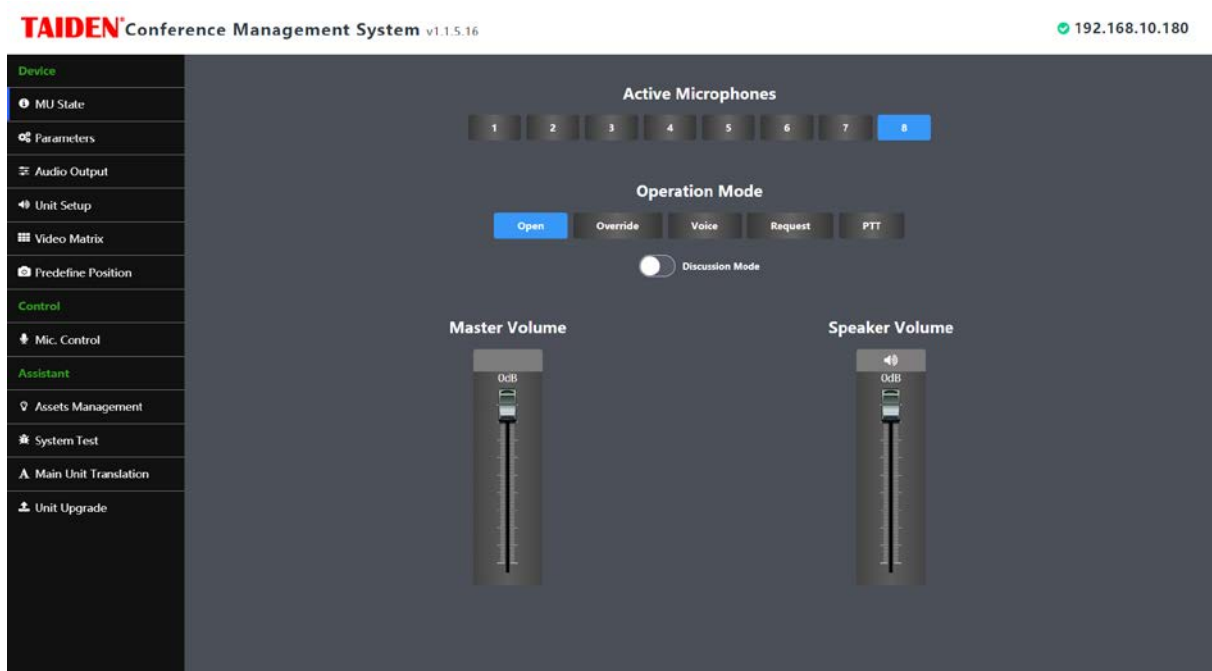 TAIDEN® Conference Management System v1.1.5.16
192.168.10.180
Device
MU State
Parameters
Audio Output
Unit Setup
Video Matrix
Predefine Position
Control
Mic. Control
Assistant
Assets Management
System Test
Main Unit Translation
Unit Upgrade
Active Microphones
1 2 3 4 5 6 7 8
Operation Mode
Open Override Voice Request PTT
Discussion Mode
Master Volume
0dB
Speaker Volume
0dB